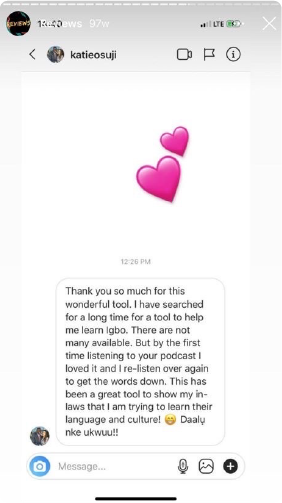 Reviews 97w
LTE
katieosuji
12:26 PM
Thank you so much for this
wonderful tool. I have searched
for a long time for a tool to help
me learn Igbo. There are not
many available. But by the first
time listening to your podcast I
loved it and I re-listen over again
to get the words down. This has
been a great tool to show my in-
laws that I am trying to learn their
language and culture! 😁 Daalụ
nke ukwuu!!
Message...